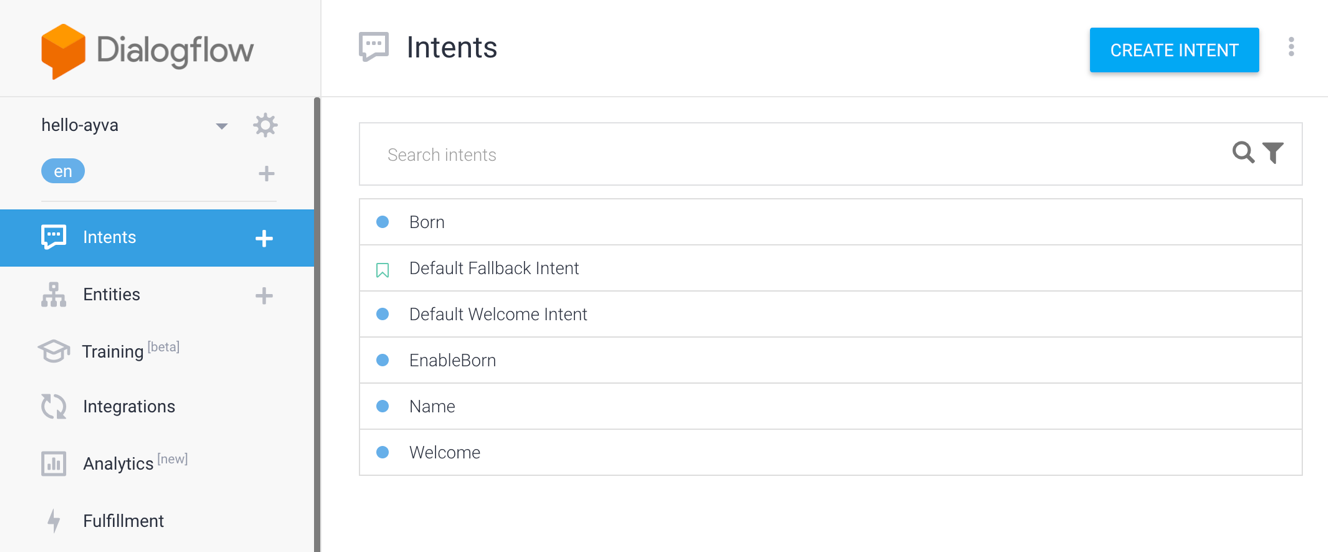 Dialogflow
hello-ayva
en
Intents
Entities
Training [beta]
Integrations
Analytics [new]
Fulfillment
Intents
CREATE INTENT
Search intents
Born
Default Fallback Intent
Default Welcome Intent
EnableBorn
Name
Welcome